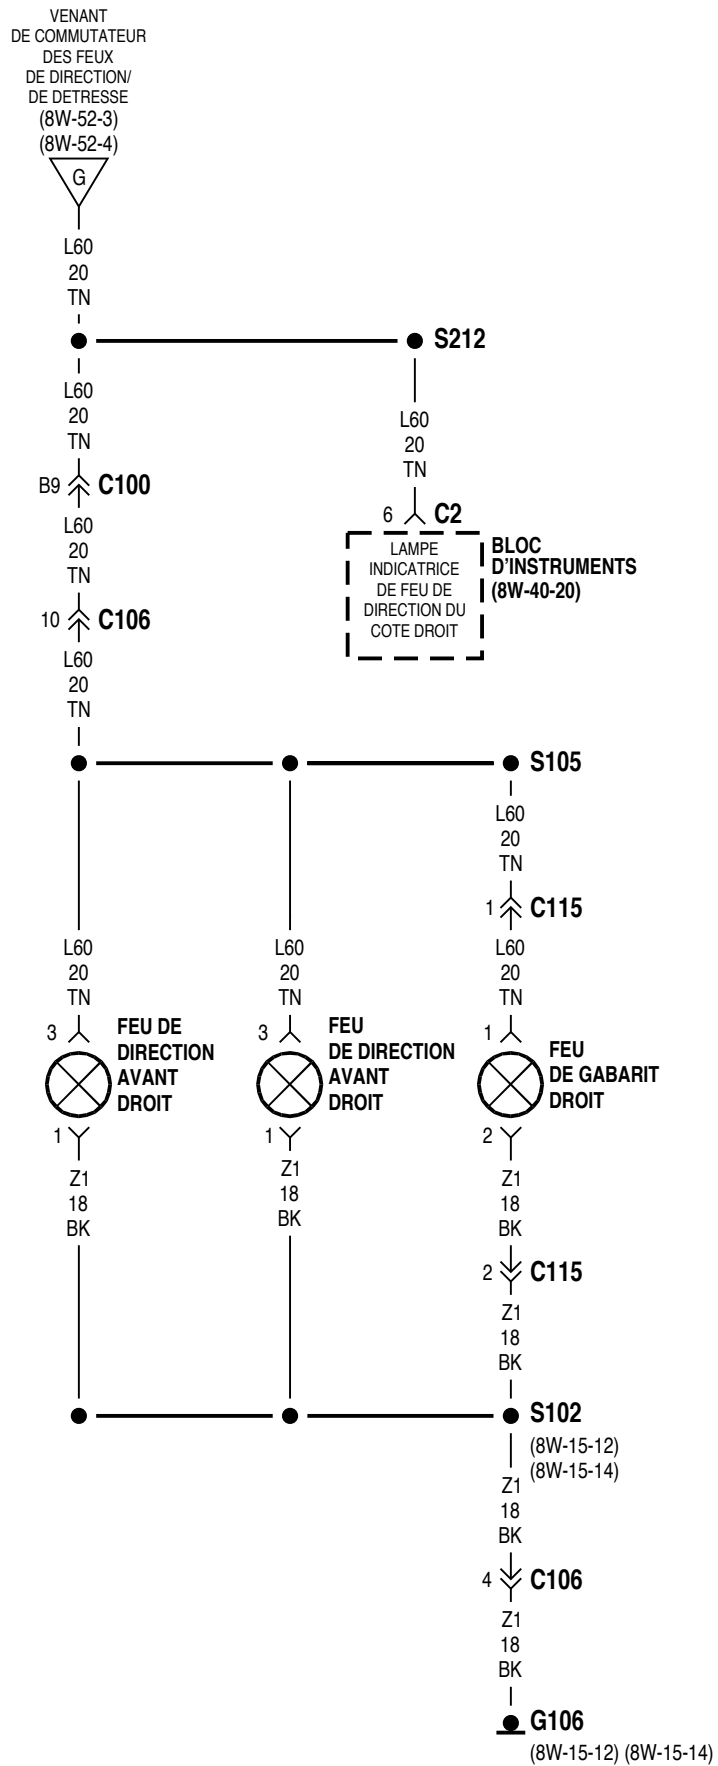 VENANT
DE COMMUTATEUR
DES FEUX
DE DIRECTION/
DE DETRESSE
(8W-52-3)
(8W-52-4)
G
L60
20
TN
S212
L60
20
TN
L60
20
TN
B9 C100
6 C2
L60
20
TN
LAMPE
INDICATRICE
DE FEU DE
DIRECTION DU
COTE DROIT
BLOC
D'INSTRUMENTS
(8W-40-20)
10 C106
L60
20
TN
S105
L60
20
TN
1 C115
L60
20
TN
L60
20
TN
L60
20
TN
3
FEU DE
DIRECTION
AVANT
DROIT
1
3
FEU
DE DIRECTION
AVANT
DROIT
1
1
FEU
DE GABARIT
DROIT
2
Z1
18
BK
Z1
18
BK
Z1
18
BK
2 C115
Z1
18
BK
S102
(8W-15-12)
(8W-15-14)
Z1
18
BK
4 C106
Z1
18
BK
G106
(8W-15-12) (8W-15-14)